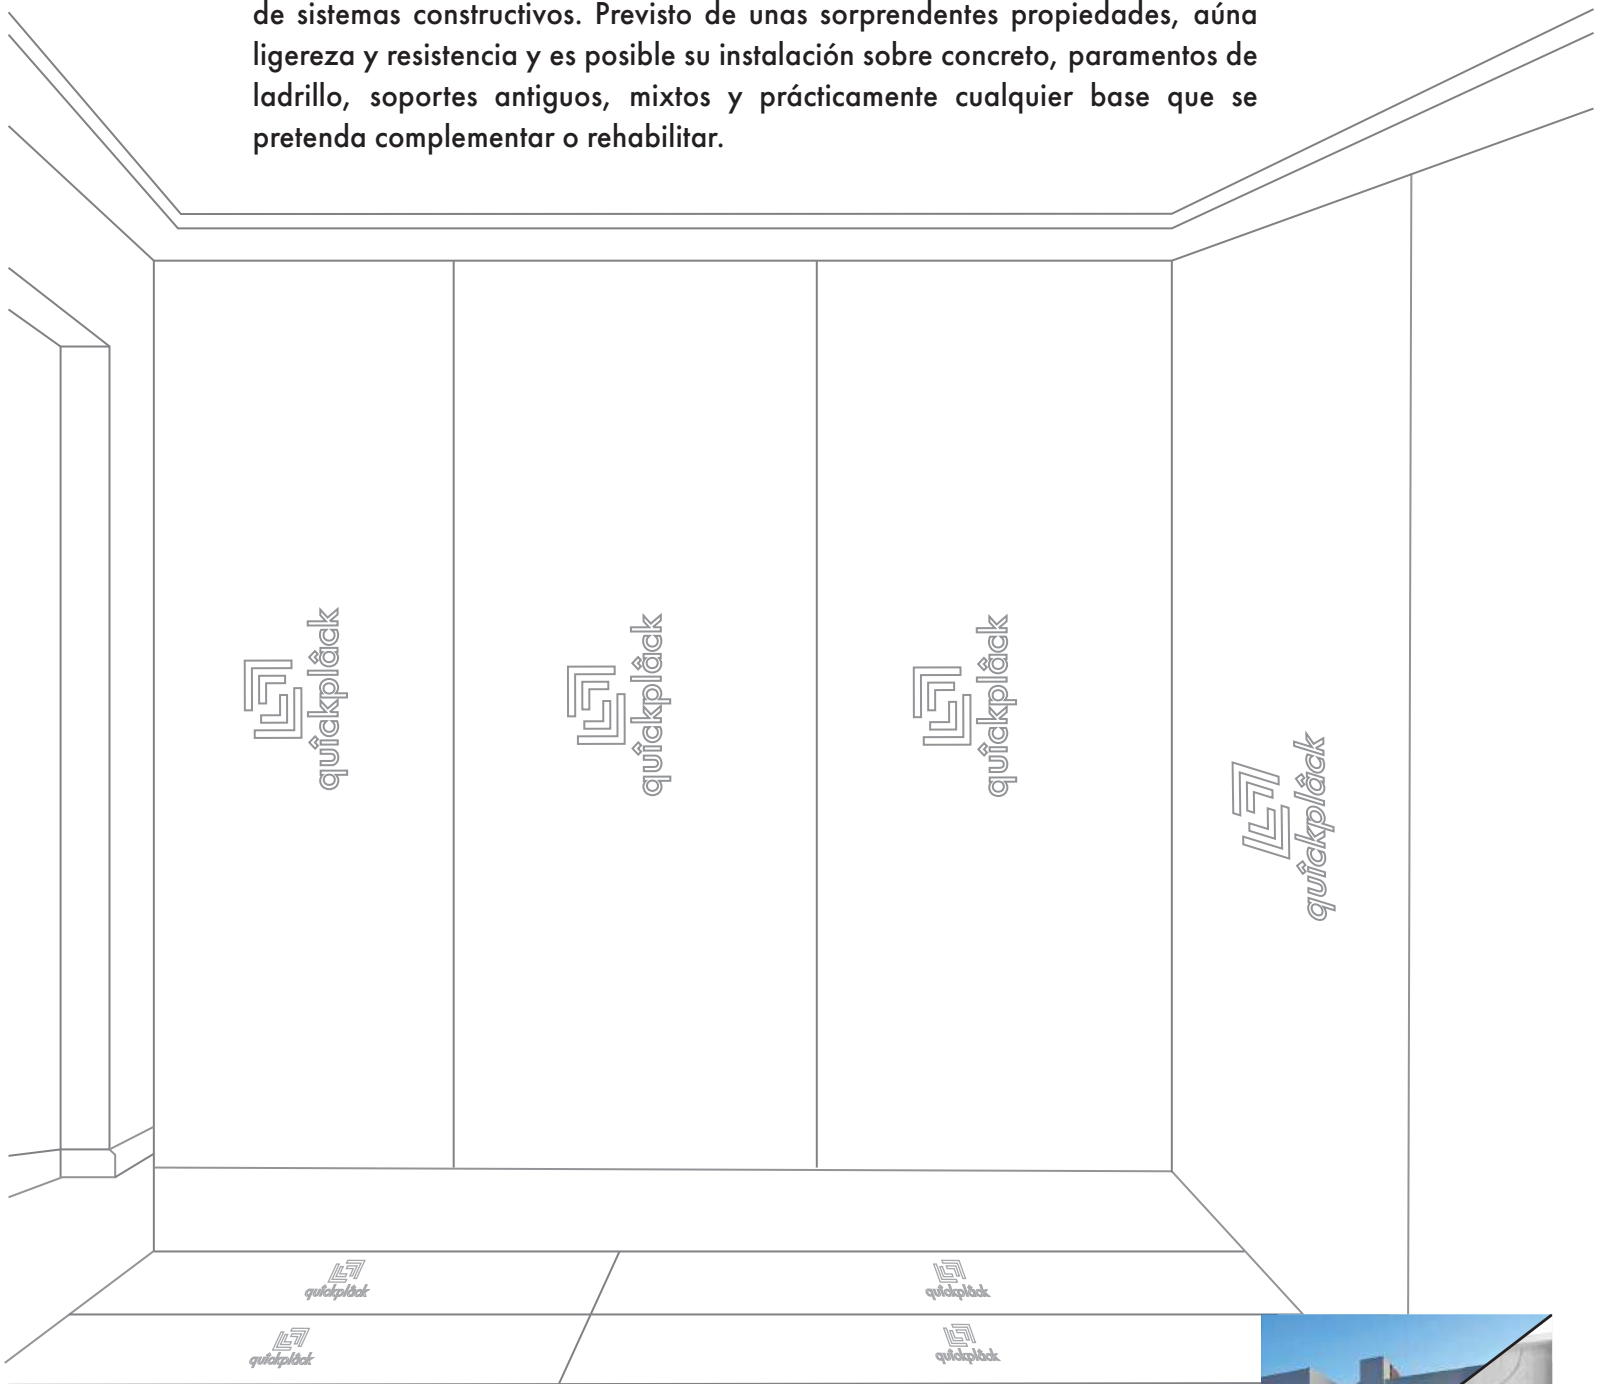 de sistemas constructivos. Previsto de unas sorprendentes propiedades, aúna
ligereza y resistencia y es posible su instalación sobre concreto, paramentos de
ladrillo, soportes antiguos, mixtos y prácticamente cualquier base que se
pretenda complementar o rehabilitar.
quîckplâck
quîckplâck
quîckplâck
quîckplâck
quîckplâck
quîckplâck
quîckplâck
quîckplâck